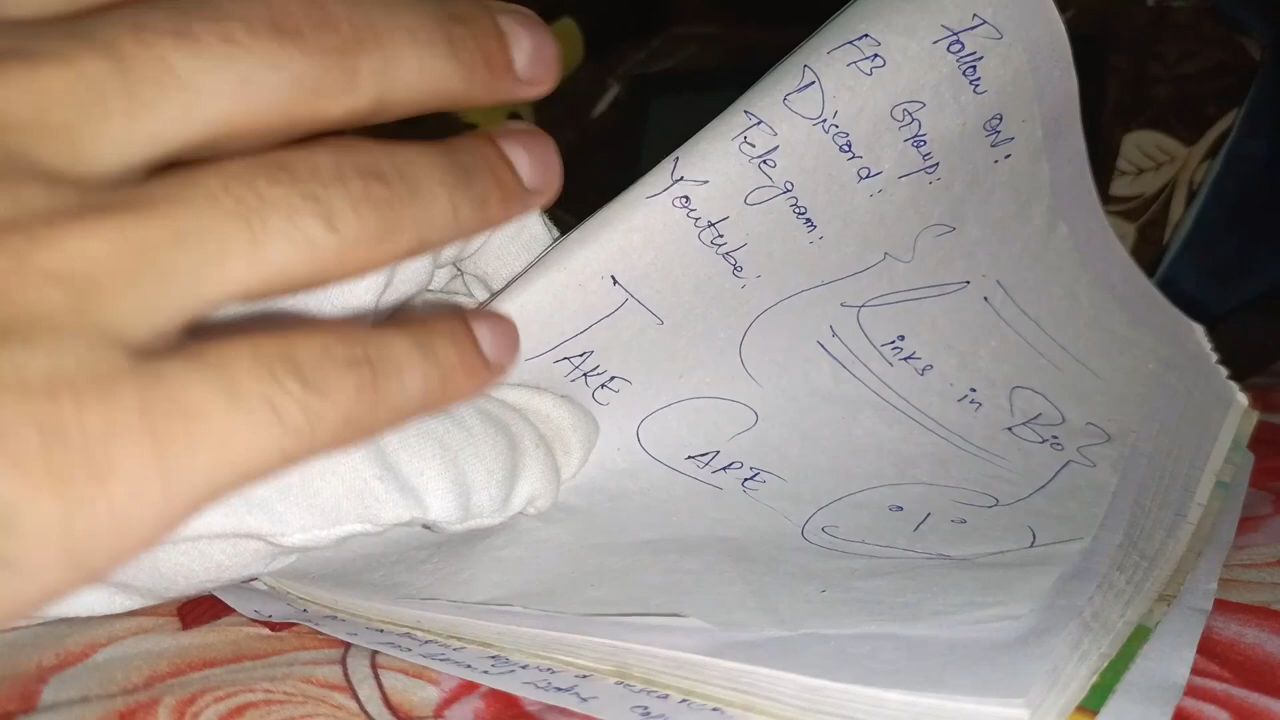 Follow on:
FB Group:
Discord:
Telegram:
Youtube:
{ Links in Bio }
TAKE CARE